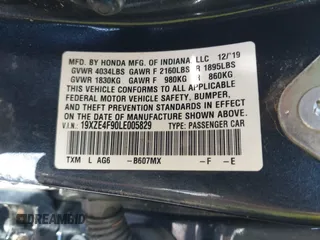 MFD. BY HONDA MFG. OF INDIANA, LLC 12/'19
GVWR 4034LBS GAWR F 2160LBS R 1895LBS
GVWR 1830KG GAWR F 980KG R 860KG
THIS VEHICLE CONFORMS TO ALL APPLICABLE
FEDERAL MOTOR VEHICLE SAFETY, BUMPER,
AND THEFT PREVENTION STANDARDS IN
EFFECT ON THE DATE OF MANUFACTURE
SHOWN ABOVE.
V.I.N: 19XZE4F90LE005829 TYPE: PASSENGER CAR
TXM L AG6 -B607MX -F -E
DREAMBID